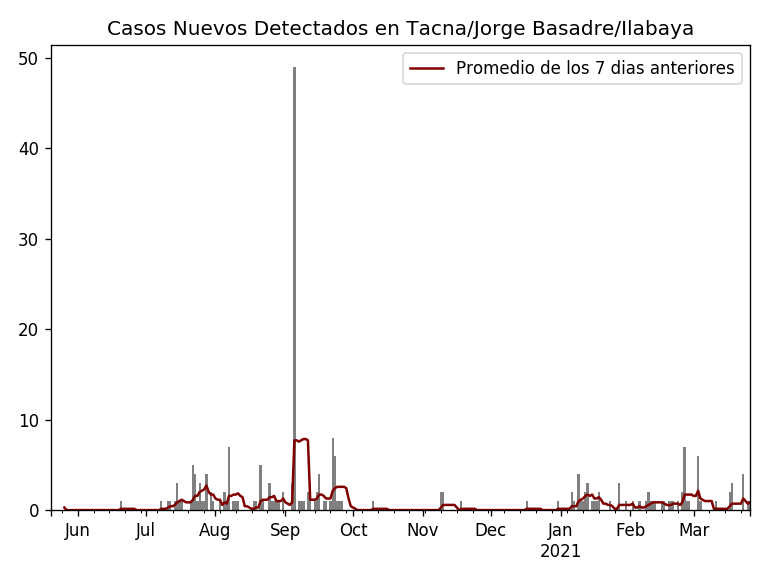 Casos Nuevos Detectados en Tacna/Jorge Basadre/Ilabaya
Promedio de los 7 dias anteriores
50
40
30
20
10
0
Jun Jul Aug Sep Oct Nov Dec Jan Feb Mar
2021